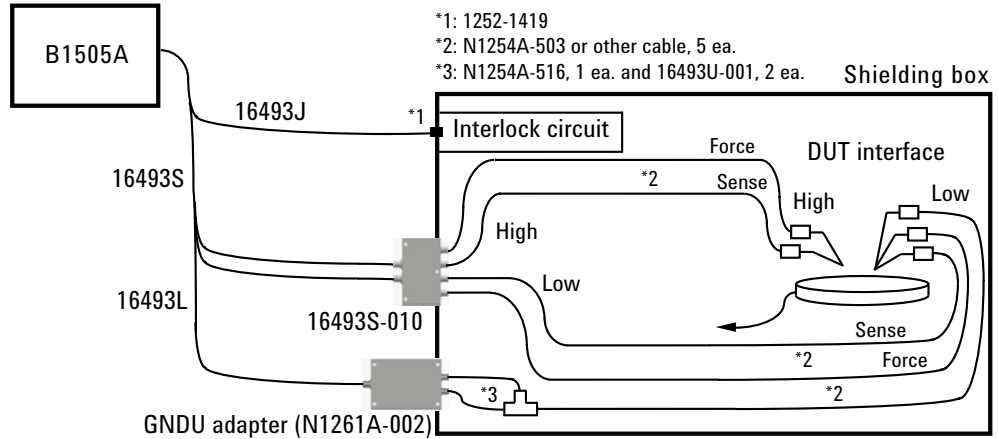 *1: 1252-1419
*2: N1254A-503 or other cable, 5 ea.
*3: N1254A-516, 1 ea. and 16493U-001, 2 ea.
B1505A
Shielding box
16493J
*1
Interlock circuit
Force
DUT interface
*2
Sense
16493S
High
Low
High
Low
16493L
16493S-010
Sense
*2
Force
*3
*2
GNDU adapter (N1261A-002)